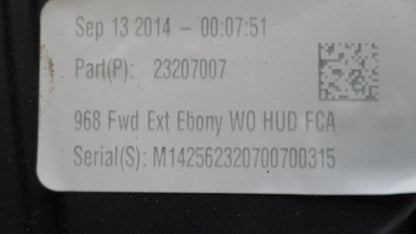 Sep 13 2014 - 00:07:51
Part(P): 23207007
968 Fwd Ext Ebony WO HUD FCA
Serial(S): M142562320700700315